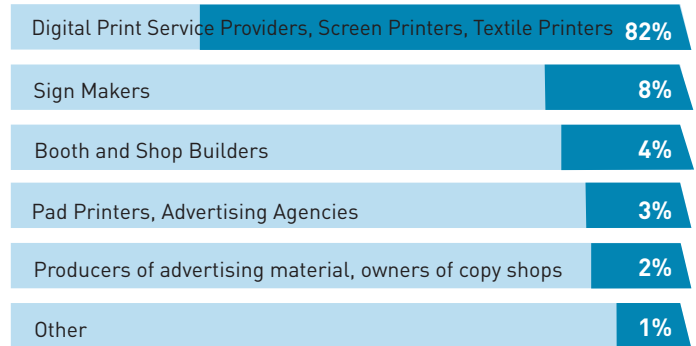 Digital Print Service Providers, Screen Printers, Textile Printers 82%
Sign Makers 8%
Booth and Shop Builders 4%
Pad Printers, Advertising Agencies 3%
Producers of advertising material, owners of copy shops 2%
Other 1%